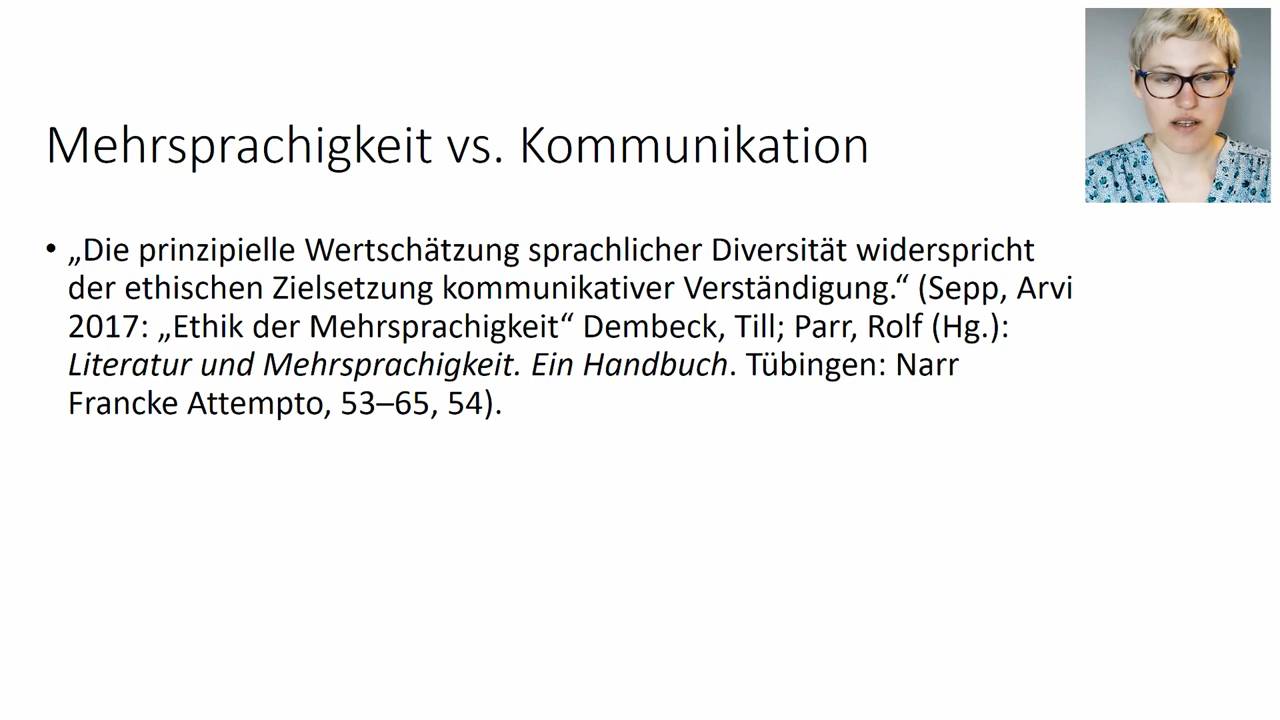 Mehrsprachigkeit vs. Kommunikation
• „Die prinzipielle Wertschätzung sprachlicher Diversität widerspricht
der ethischen Zielsetzung kommunikativer Verständigung.“ (Sepp, Arvi
2017: „Ethik der Mehrsprachigkeit“ Dembeck, Till; Parr, Rolf (Hg.):
Literatur und Mehrsprachigkeit. Ein Handbuch. Tübingen: Narr
Francke Attempto, 53–65, 54).